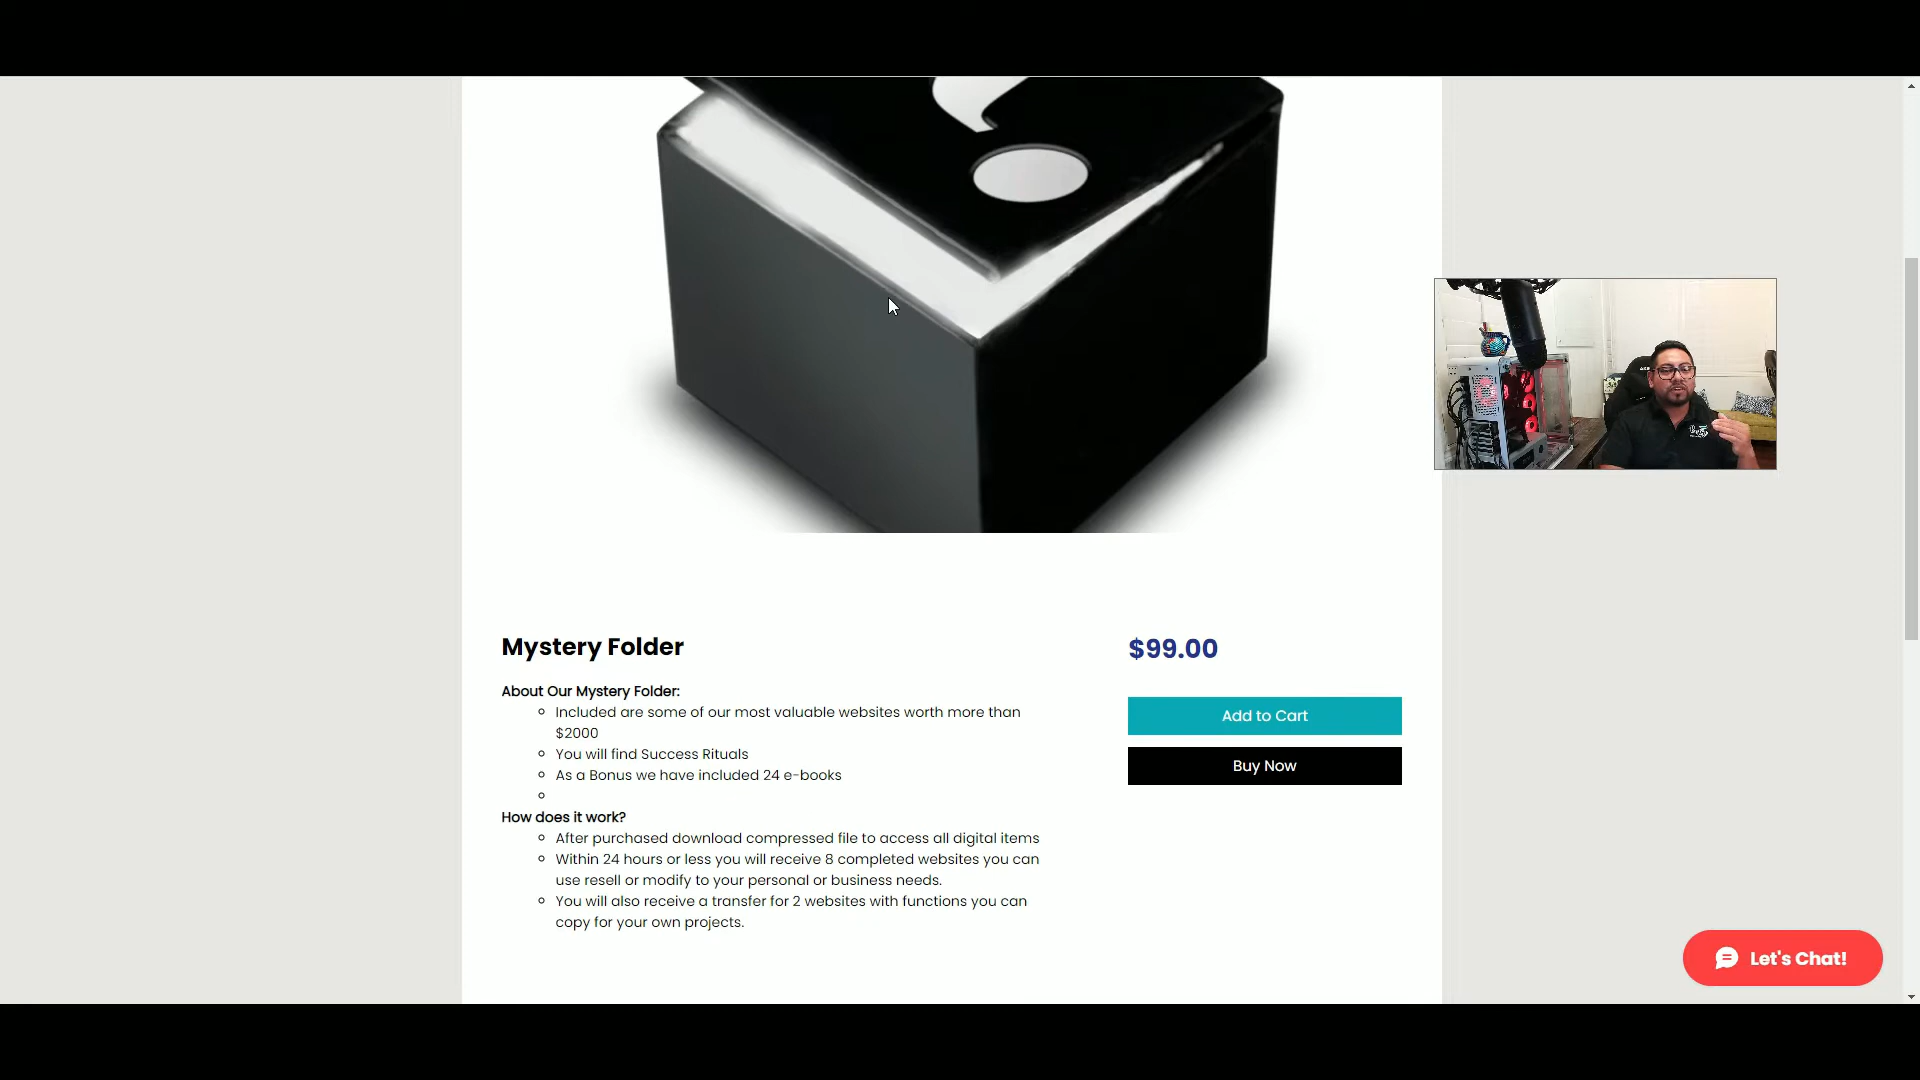 Mystery Folder
$99.00
About Our Mystery Folder:
Included are some of our most valuable websites worth more than
$2000
You will find Success Rituals
As a Bonus we have included 24 e-books
How does it work?
After purchased download compressed file to access all digital items
Within 24 hours or less you will receive 8 completed websites you can
use resell or modify to your personal or business needs.
You will also receive a transfer for 2 websites with functions you can
copy for your own projects.
Add to Cart
Buy Now
Let's Chat!